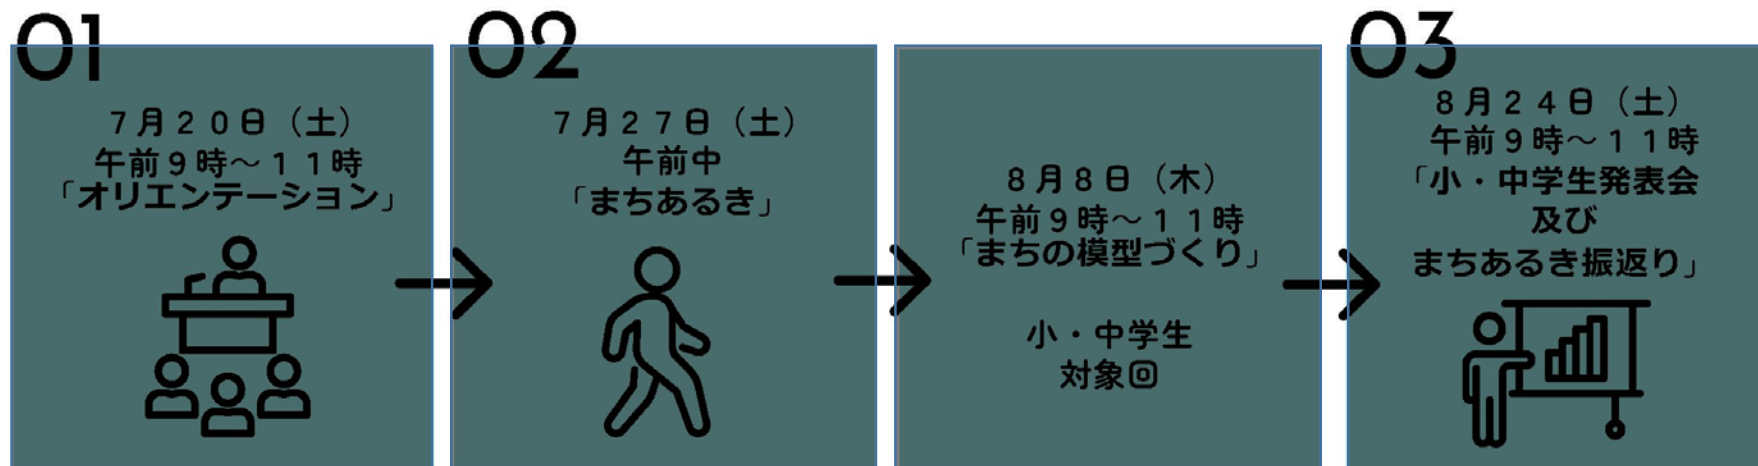 01
7月20日（土）
午前9時～11時
「オリエンテーション」
02
7月27日（土）
午前中
「まちあるき」
8月8日（木）
午前9時～11時
「まちの模型づくり」
小・中学生
対象回
03
8月24日（土）
午前9時～11時
「小・中学生発表会
及び
まちあるき振返り」